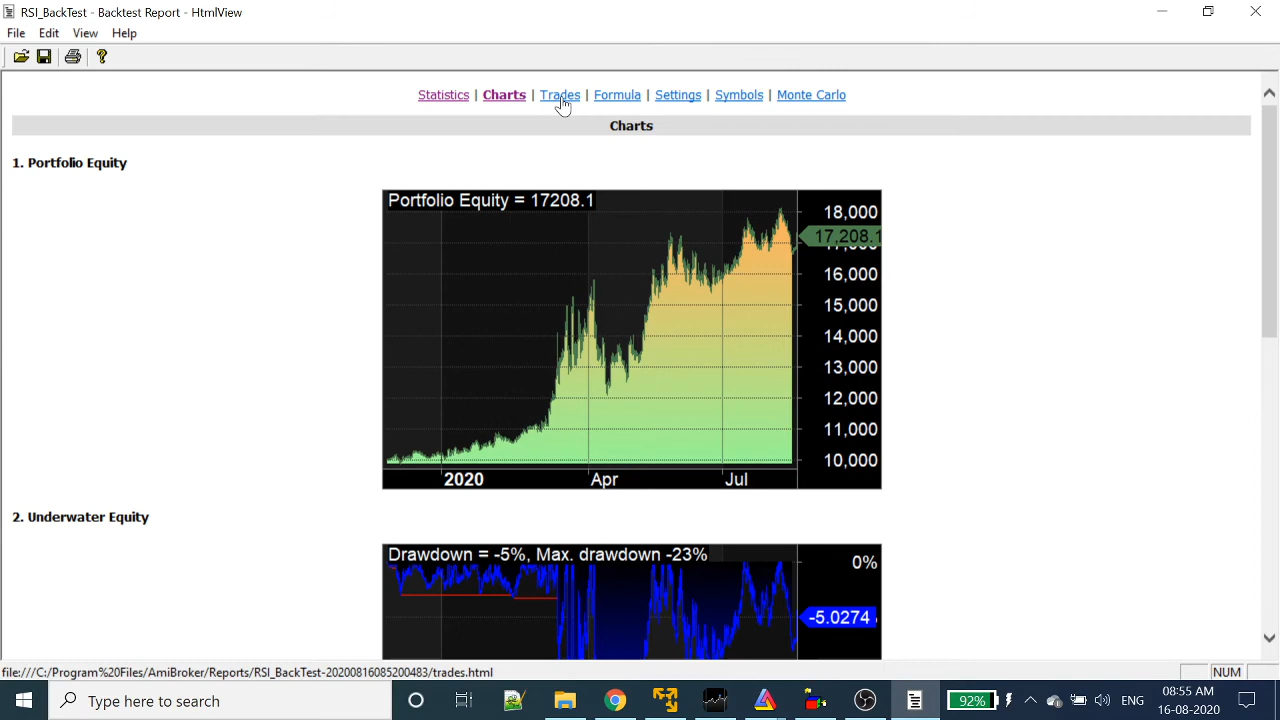 RSI_BackTest - Backtest Report - HtmlView
File Edit View Help
Statistics | Charts | Trades | Formula | Settings | Symbols | Monte Carlo
Charts
1. Portfolio Equity
Portfolio Equity = 17208.1
18,000
17,208.1
16,000
15,000
14,000
13,000
12,000
11,000
10,000
2020 Apr Jul
2. Underwater Equity
Drawdown = -5%, Max. drawdown -23%
0%
-5.0274
file:///C:/Program%20Files/AmiBroker/Reports/RSI_BackTest-20200816085200483/trades.html
NUM
Type here to search
92%
ENG
08:55 AM
16-08-2020